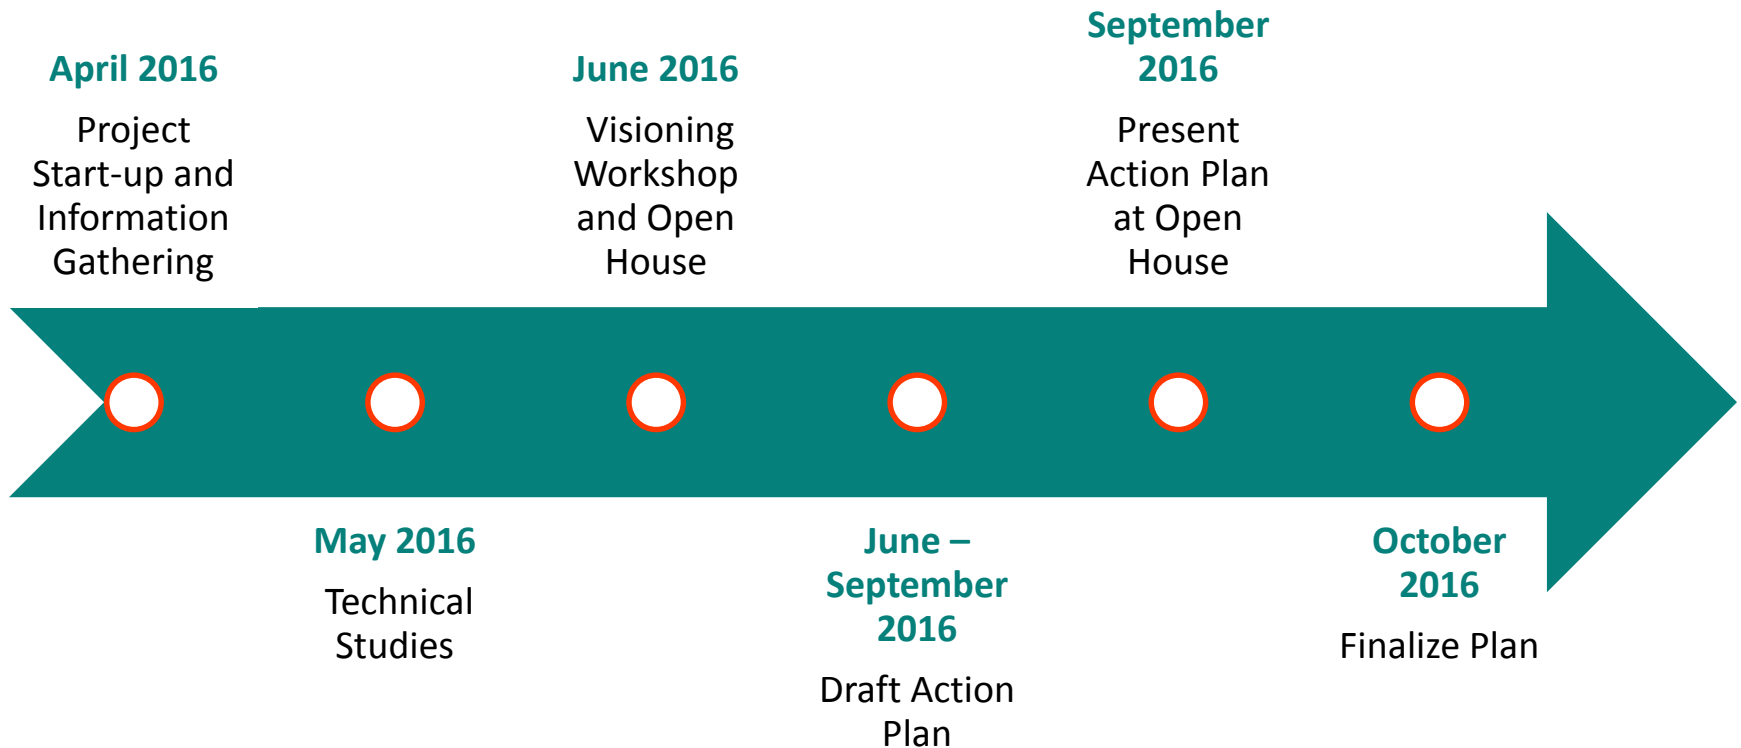 April 2016
Project
Start-up and
Information
Gathering
May 2016
Technical
Studies
June 2016
Visioning
Workshop
and Open
House
June –
September
2016
Draft Action
Plan
September
2016
Present
Action Plan
at Open
House
October
2016
Finalize Plan